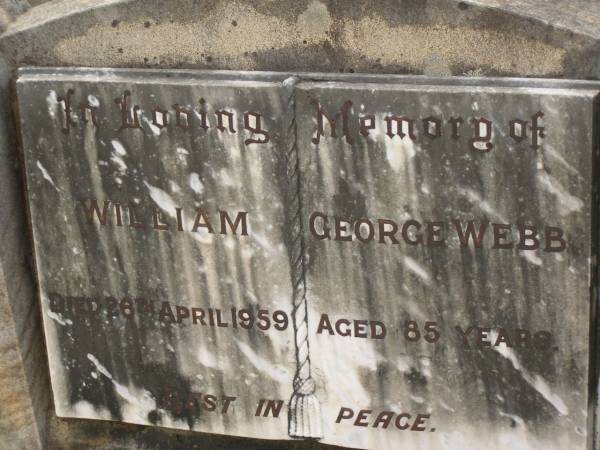 In Loving Memory of
WILLIAM GEORGE WEBB.
DIED 26TH APRIL 1959 AGED 85 YEARS.
REST IN PEACE.